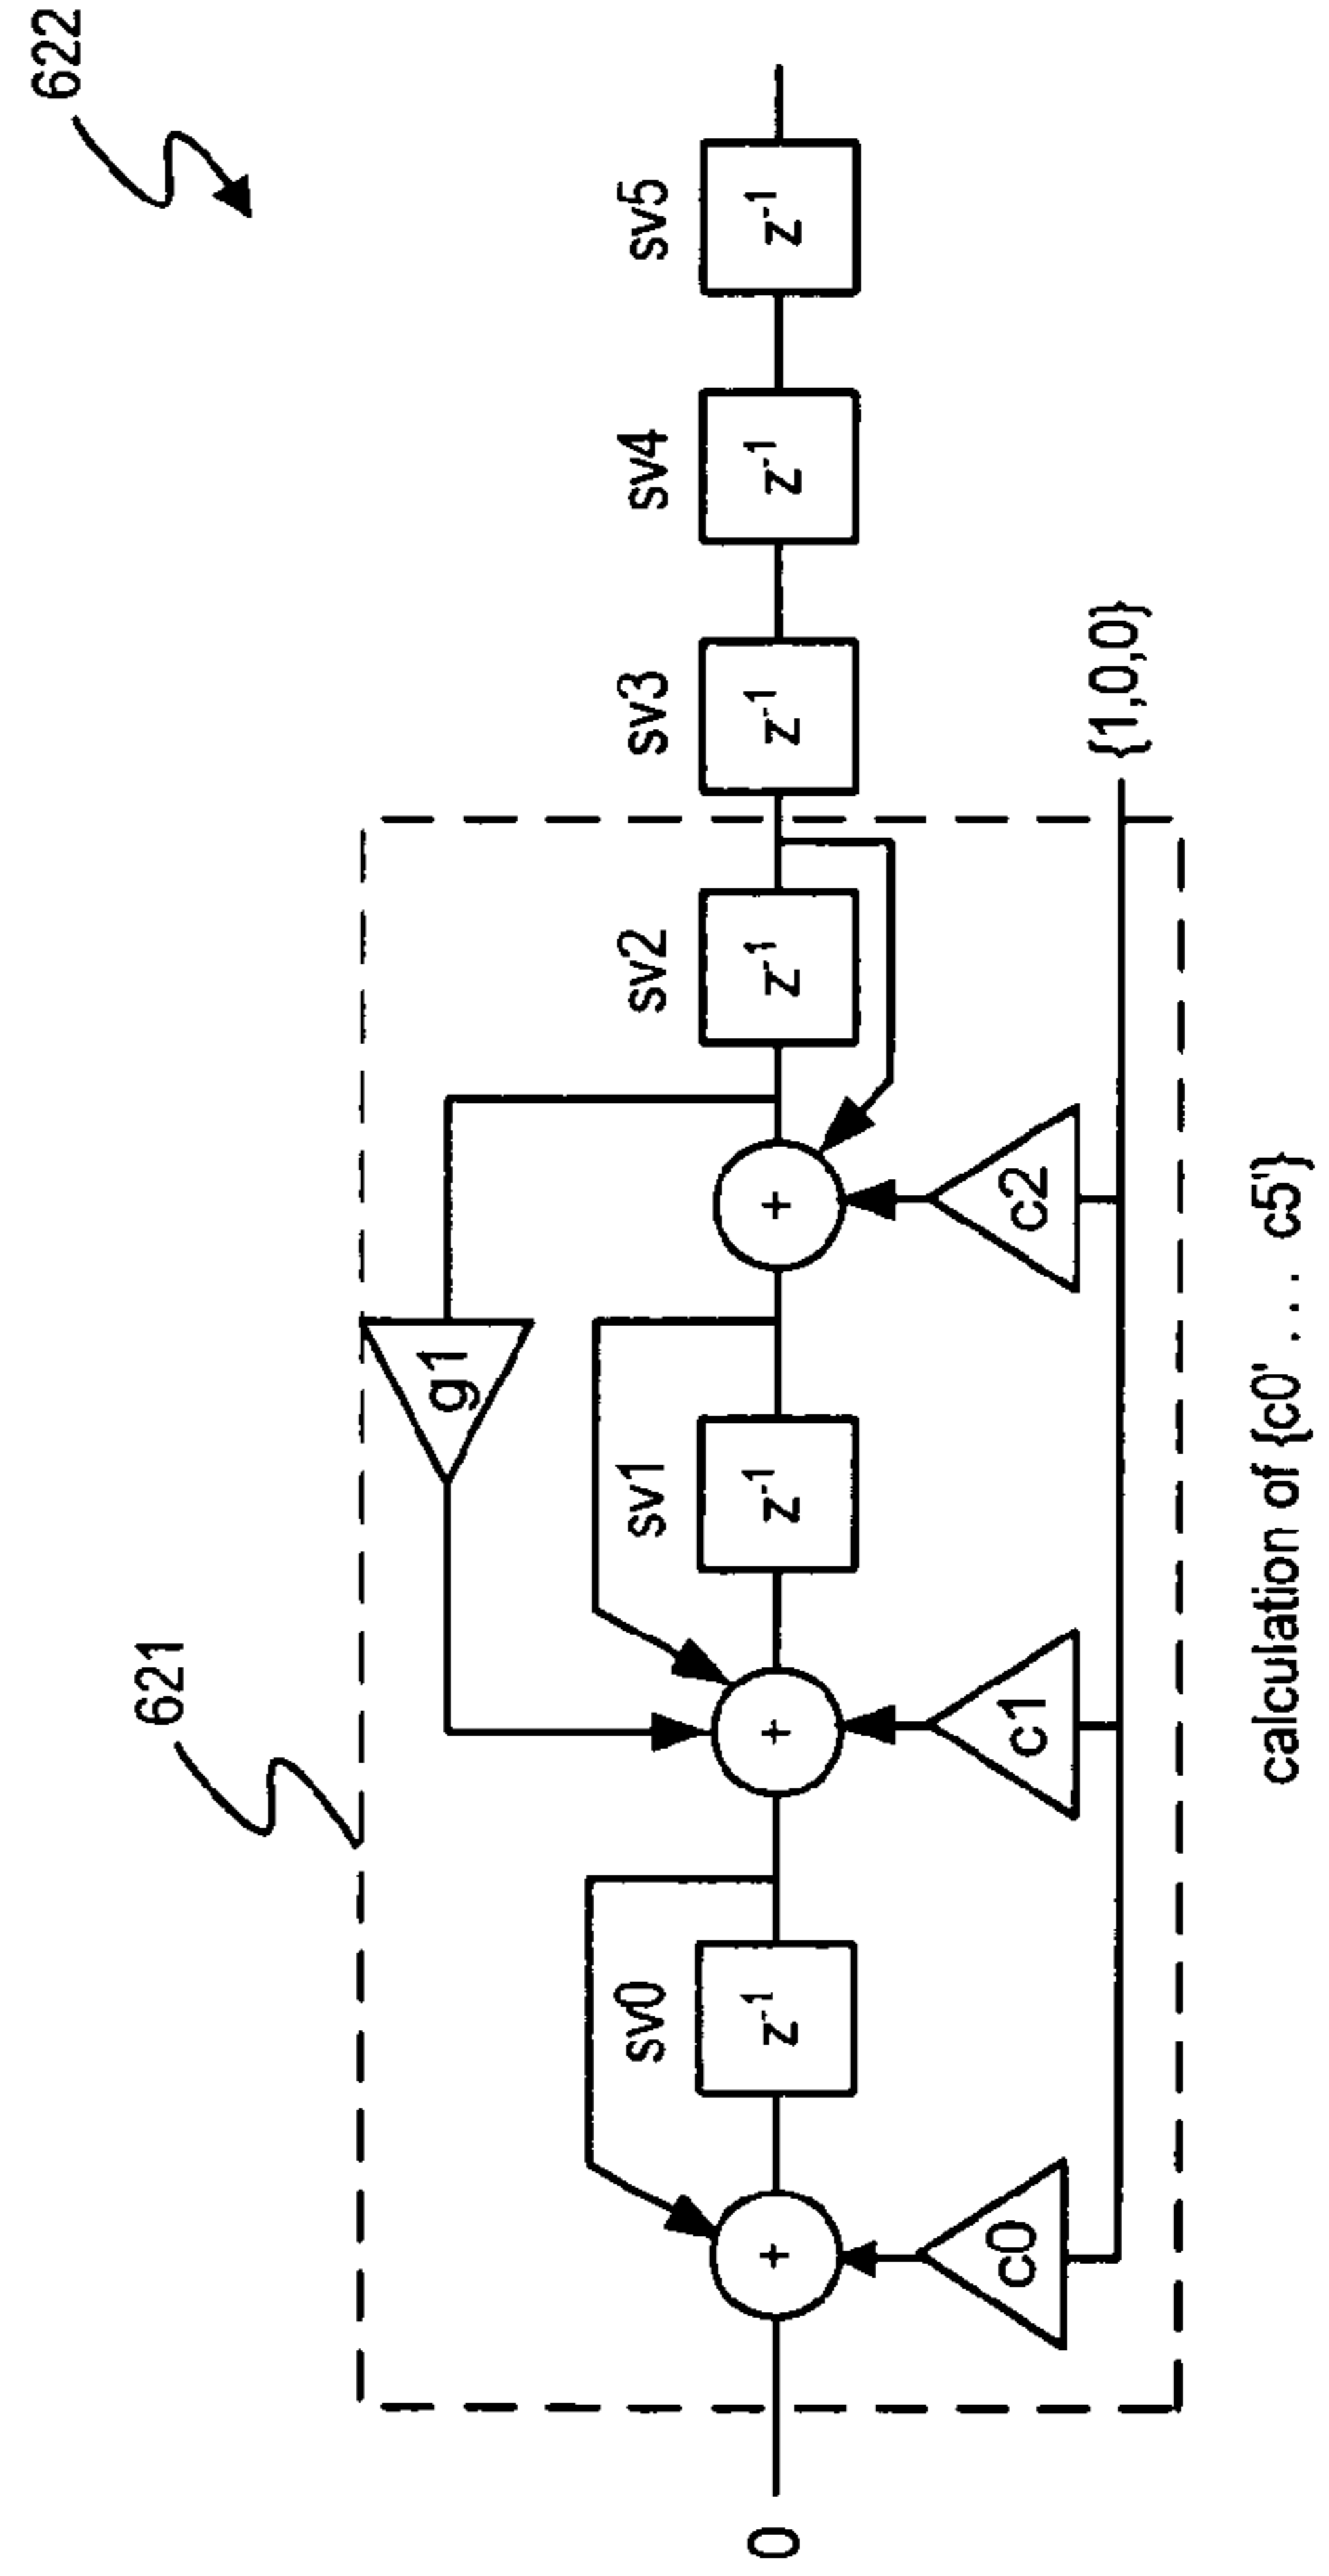 622
621
g1
sv0
sv1
sv2
sv3
sv4
sv5
0
+
z⁻¹
+
z⁻¹
+
z⁻¹
z⁻¹
z⁻¹
z⁻¹
c0
c1
c2
{1,0,0}
calculation of {c0' . . . c5'}